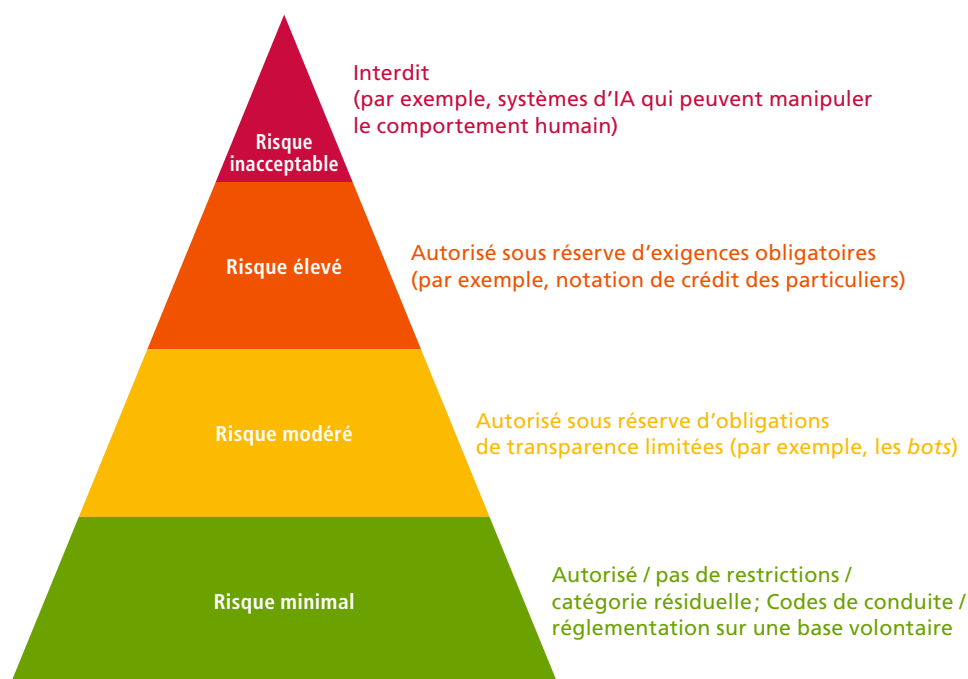 Interdit
(par exemple, systèmes d’IA qui peuvent manipuler
le comportement humain)
Risque
inacceptable
Risque élevé
Autorisé sous réserve d’exigences obligatoires
(par exemple, notation de crédit des particuliers)
Risque modéré
Autorisé sous réserve d’obligations
de transparence limitées (par exemple, les bots)
Risque minimal
Autorisé / pas de restrictions /
catégorie résiduelle; Codes de conduite /
réglementation sur une base volontaire